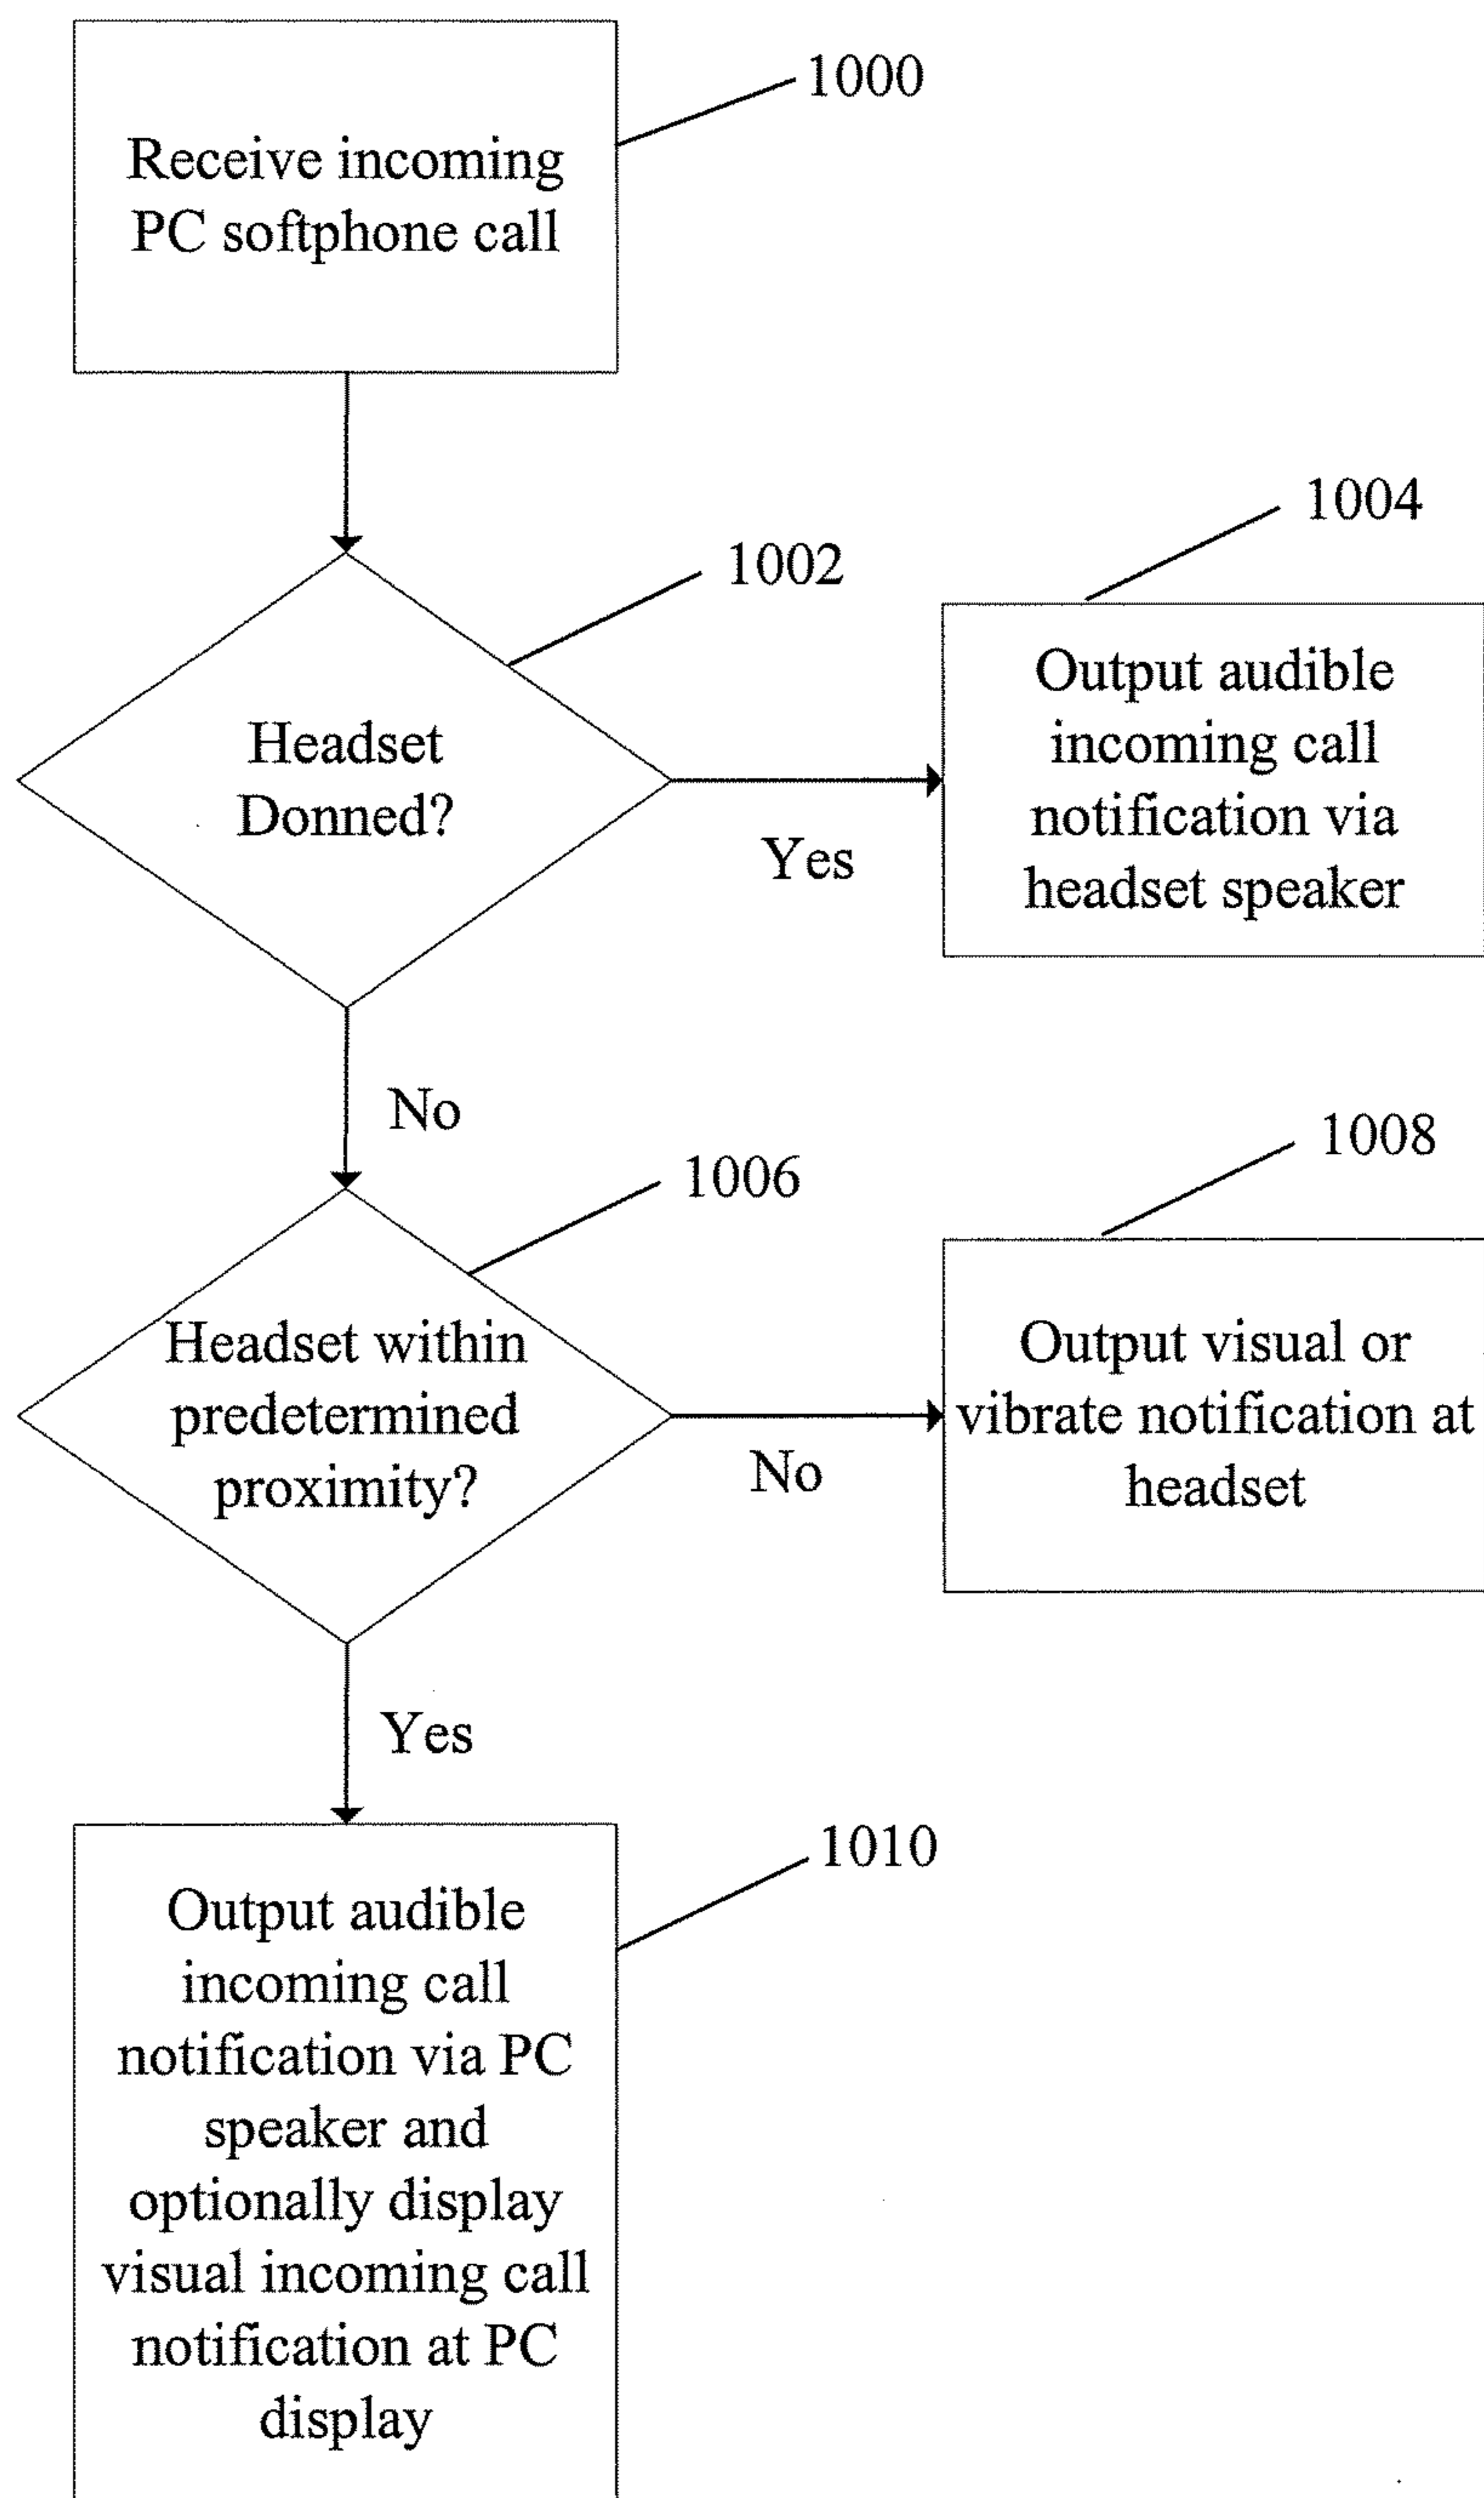 1000
Receive incoming
PC softphone call
1002
Headset
Donned?
Yes
1004
Output audible
incoming call
notification via
headset speaker
No
1006
Headset within
predetermined
proximity?
No
1008
Output visual or
vibrate notification at
headset
Yes
1010
Output audible
incoming call
notification via PC
speaker and
optionally display
visual incoming call
notification at PC
display